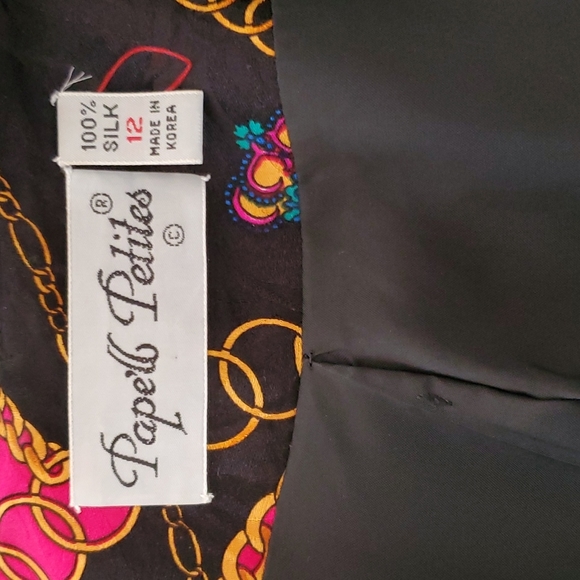 Papell Petites ® ©
100%
SILK
12
MADE IN
KOREA